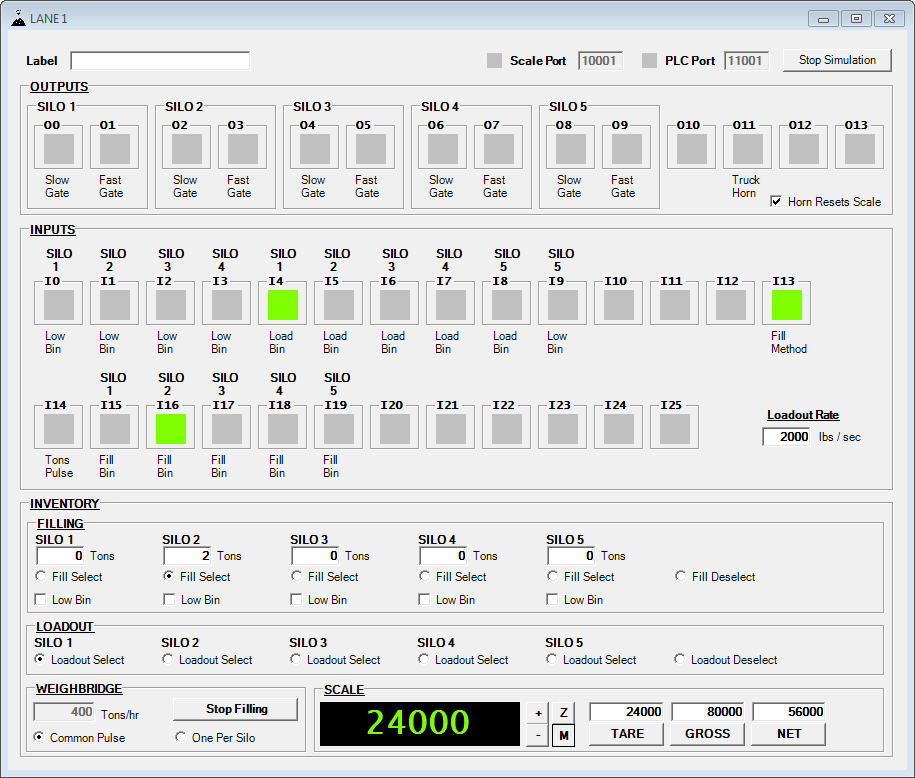 LANE 1
Label Scale Port 10001 PLC Port 11001 Stop Simulation
OUTPUTS
SILO 1 SILO 2 SILO 3 SILO 4 SILO 5
O0 O1 O2 O3 O4 O5 O6 O7 O8 O9 O10 O11 O12 O13
Slow Fast Slow Fast Slow Fast Slow Fast Slow Fast Truck
Gate Gate Gate Gate Gate Gate Gate Gate Gate Gate Horn
Horn Resets Scale
INPUTS
SILO SILO SILO SILO SILO SILO SILO SILO SILO SILO
1 2 3 4 1 2 3 4 5 5
I0 I1 I2 I3 I4 I5 I6 I7 I8 I9 I10 I11 I12 I13
Low Low Low Low Load Load Load Load Load Low Fill
Bin Bin Bin Bin Bin Bin Bin Bin Bin Bin Method
SILO SILO SILO SILO SILO
1 2 3 4 5
I14 I15 I16 I17 I18 I19 I20 I21 I22 I23 I24 I25
Loadout Rate
2000 lbs / sec
Tons Fill Fill Fill Fill Fill
Pulse Bin Bin Bin Bin Bin
INVENTORY
FILLING
SILO 1 SILO 2 SILO 3 SILO 4 SILO 5
0 Tons 2 Tons 0 Tons 0 Tons 0 Tons
Fill Select Fill Select Fill Select Fill Select Fill Select Fill Deselect
Low Bin Low Bin Low Bin Low Bin Low Bin
LOADOUT
SILO 1 SILO 2 SILO 3 SILO 4 SILO 5
Loadout Select Loadout Select Loadout Select Loadout Select Loadout Select Loadout Deselect
WEIGHBRIDGE
400 Tons/hr Stop Filling
Common Pulse One Per Silo
SCALE
24000 + Z 24000 80000 56000
- M TARE GROSS NET